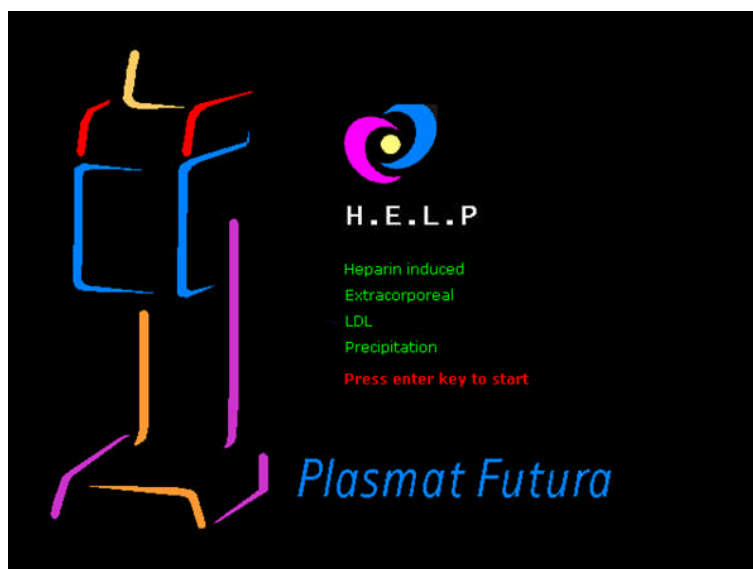 H.E.L.P
Heparin induced
Extracorporeal
LDL
Precipitation
Press enter key to start
Plasmat Futura